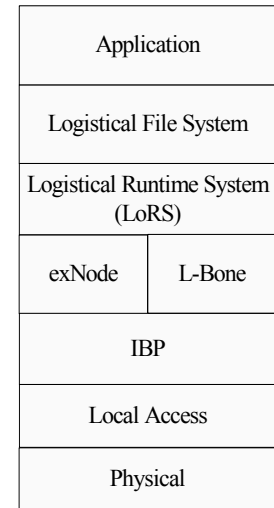 Application
Logistical File System
Logistical Runtime System
(LoRS)
exNode
L-Bone
IBP
Local Access
Physical